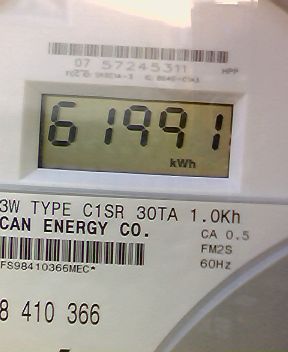 07 57245311 HPP
61991
kWh
3W TYPE C1SR 30TA 1.0Kh
CAN ENERGY CO. CA 0.5
FM2S
FS98410366MEC* 60Hz
8 410 366